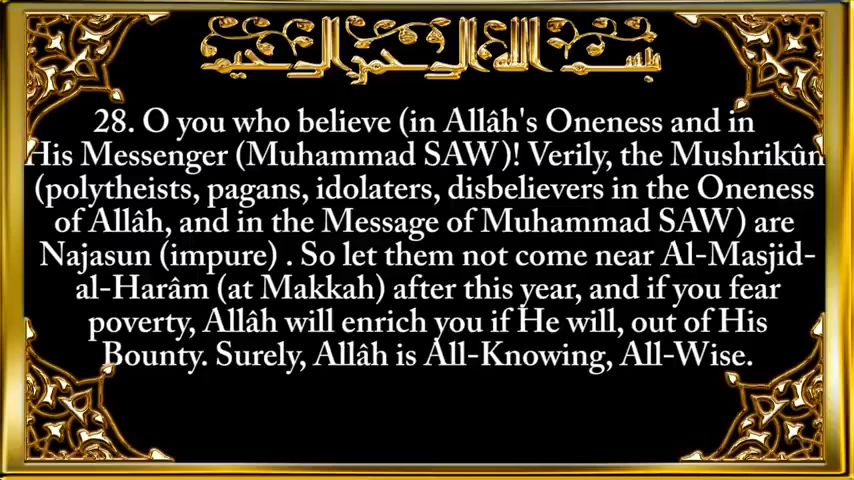 بسم الله الرحمن الرحيم
28. O you who believe (in Allâh's Oneness and in
His Messenger (Muhammad SAW)! Verily, the Mushrikûn
(polytheists, pagans, idolaters, disbelievers in the Oneness
of Allâh, and in the Message of Muhammad SAW) are
Najasun (impure) . So let them not come near Al-Masjid-
al-Harâm (at Makkah) after this year, and if you fear
poverty, Allâh will enrich you if He will, out of His
Bounty. Surely, Allâh is All-Knowing, All-Wise.